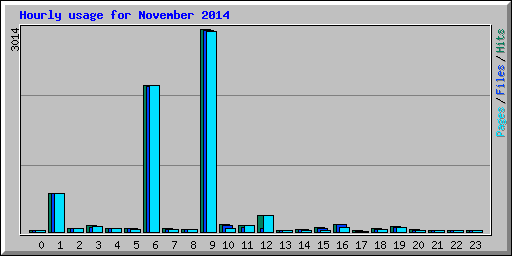 Hourly usage for November 2014
3014
Pages/Files/Hits
0 1 2 3 4 5 6 7 8 9 10 11 12 13 14 15 16 17 18 19 20 21 22 23